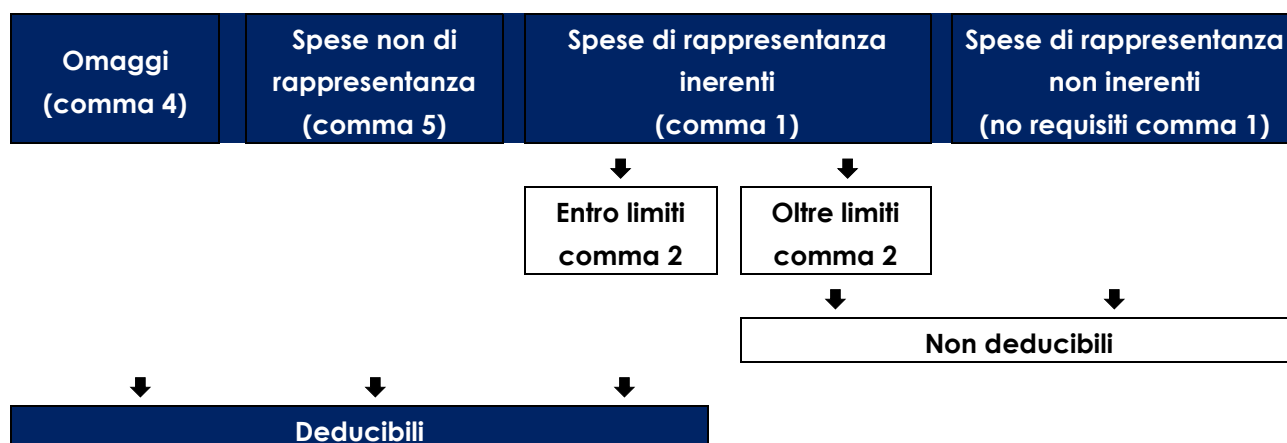 Omaggi
(comma 4)
Spese non di
rappresentanza
(comma 5)
Spese di rappresentanza
inerenti
(comma 1)
Spese di rappresentanza
non inerenti
(no requisiti comma 1)
Entro limiti
comma 2
Oltre limiti
comma 2
Non deducibili
Deducibili